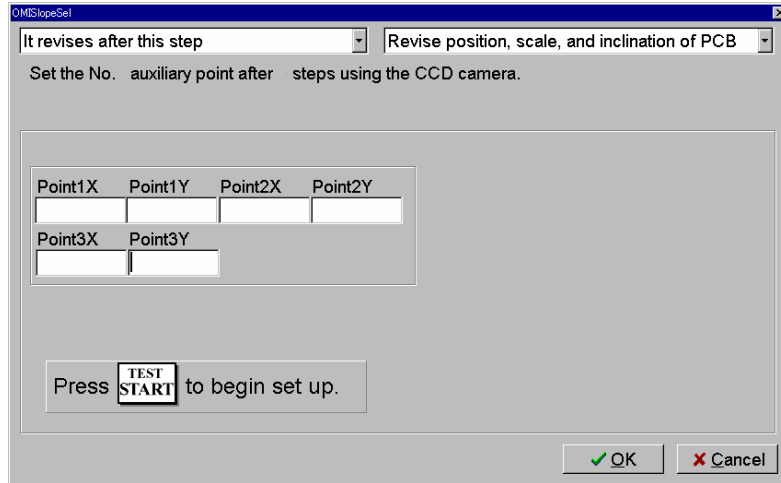 OMISlopeSel
It revises after this step Revise position, scale, and inclination of PCB
Set the No. auxiliary point after steps using the CCD camera.
Point1X Point1Y Point2X Point2Y
Point3X Point3Y
Press TEST START to begin set up.
OK Cancel